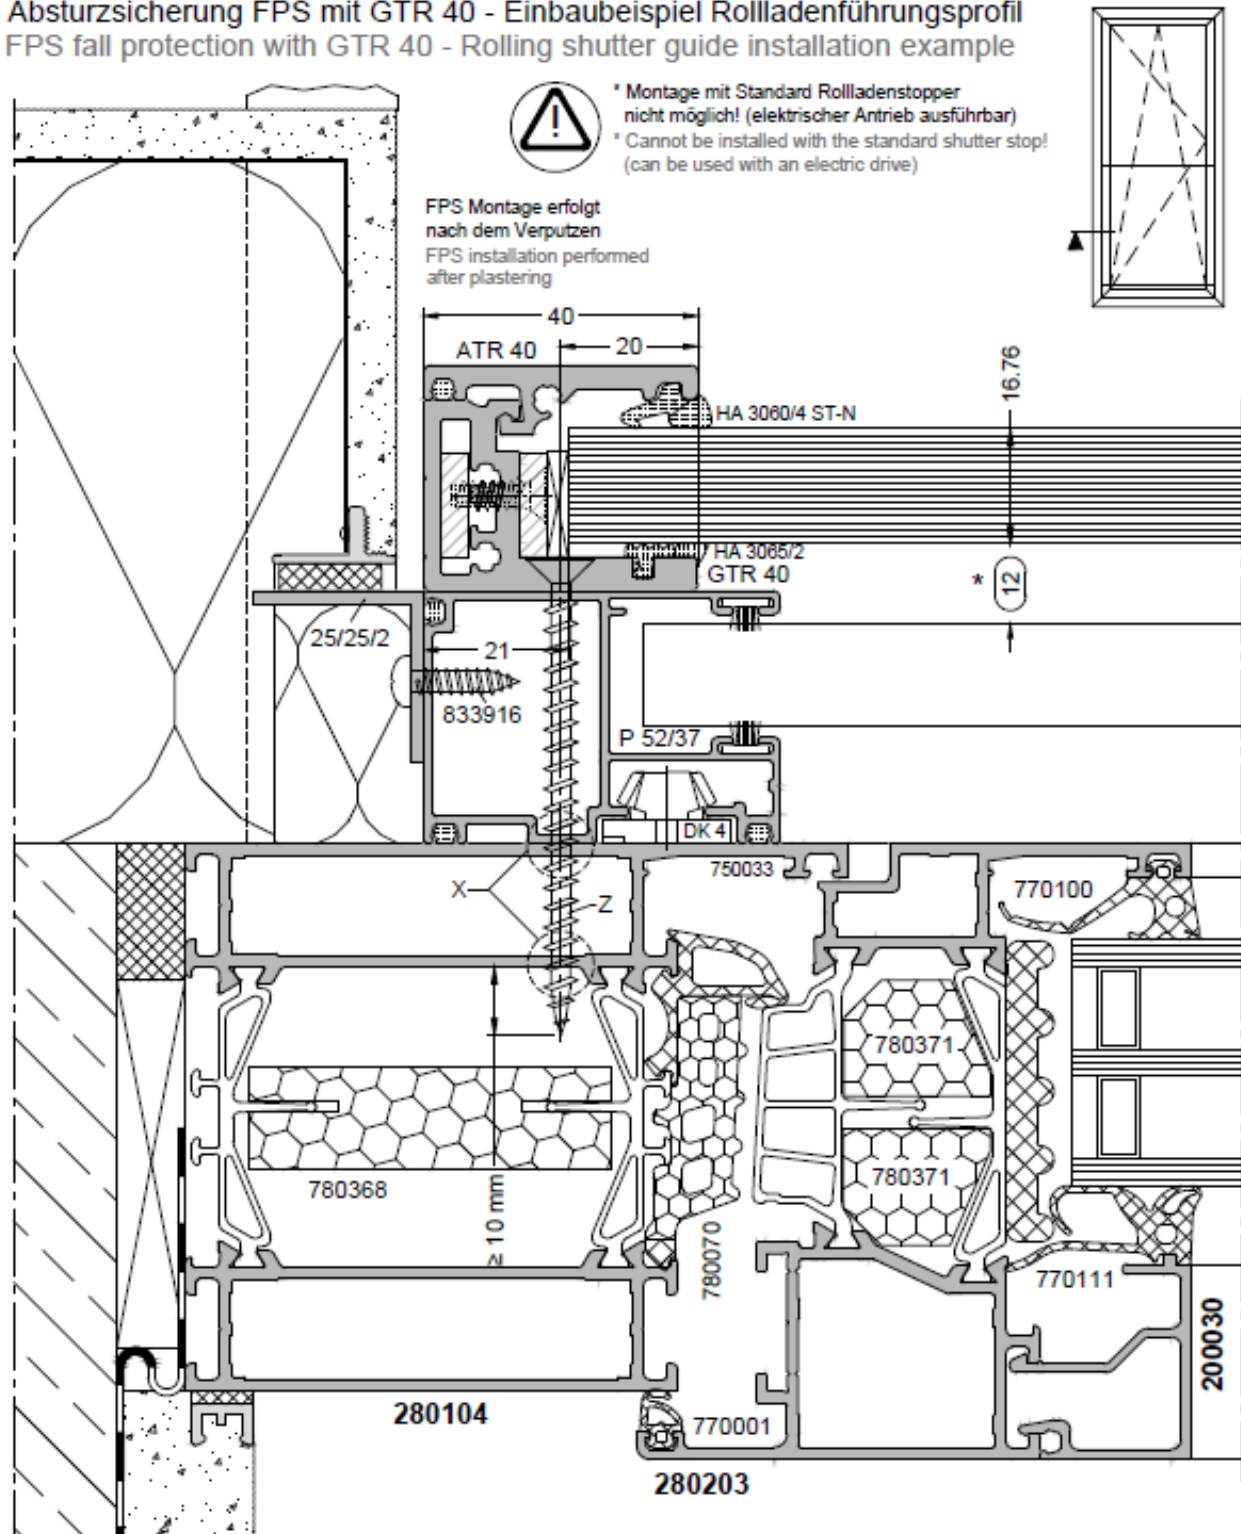 Absturzsicherung FPS mit GTR 40 - Einbaubeispiel Rollladenführungsprofil
FPS fall protection with GTR 40 - Rolling shutter guide installation example
* Montage mit Standard Rollladenstopper
nicht möglich! (elektrischer Antrieb ausführbar)
* Cannot be installed with the standard shutter stop!
(can be used with an electric drive)
FPS Montage erfolgt
nach dem Verputzen
FPS installation performed
after plastering
40
ATR 40
20
16.76
HA 3060/4 ST-N
HA 3065/2
GTR 40
* 12
25/25/2
21
833916
P 52/37
DK 4
750033
770100
X
Z
780371
780371
780368
≥ 10 mm
780070
770111
200030
280104
770001
280203